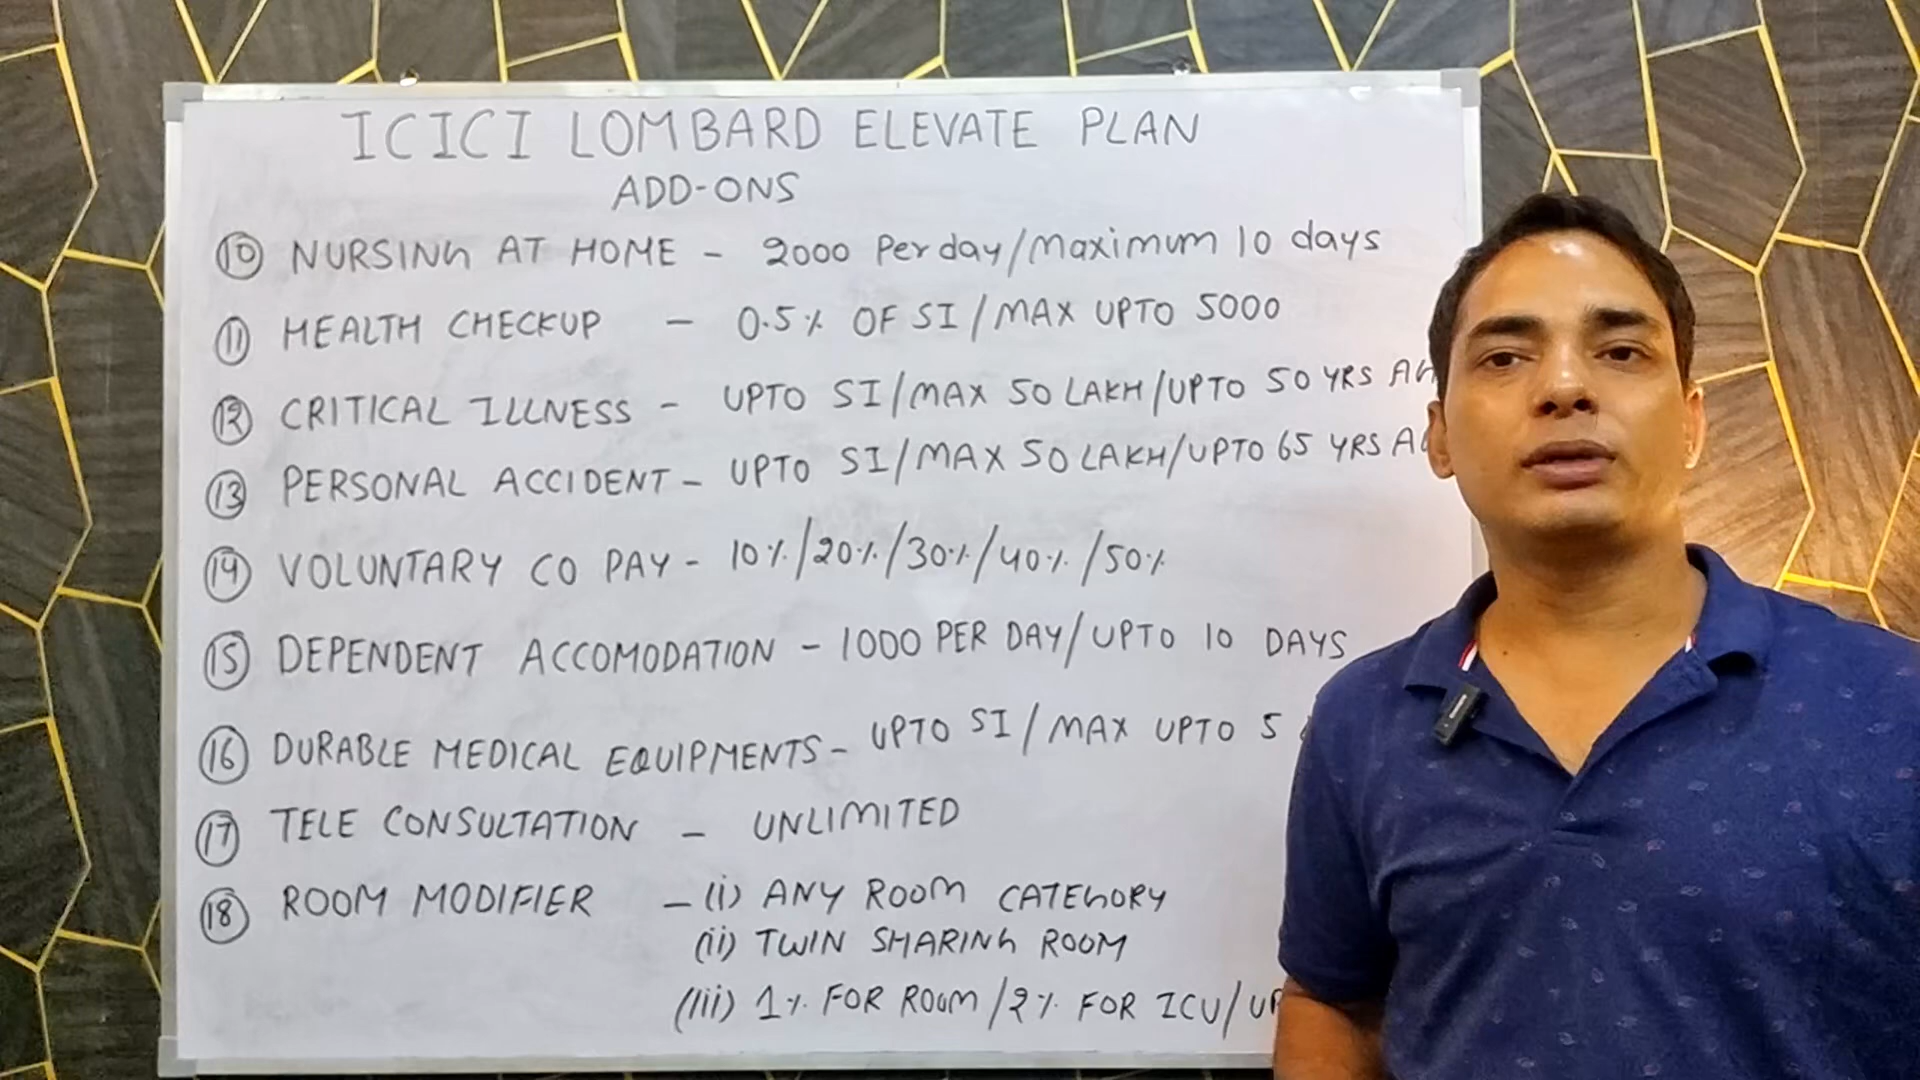 ICICI LOMBARD ELEVATE PLAN
ADD-ONS
10 NURSING AT HOME - 2000 Per day/Maximum 10 days
11 HEALTH CHECKUP - 0.5% OF SI/MAX UPTO 5000
12 CRITICAL ILLNESS - UPTO SI/MAX 50 LAKH/UPTO 50 YRS
13 PERSONAL ACCIDENT - UPTO SI/MAX 50 LAKH/UPTO 65 YRS
14 VOLUNTARY CO PAY - 10%/20%/30%/40%/50%
15 DEPENDENT ACCOMODATION - 1000 PER DAY/UPTO 10 DAYS
16 DURABLE MEDICAL EQUIPMENTS - UPTO SI/MAX UPTO 5
17 TELE CONSULTATION - UNLIMITED
18 ROOM MODIFIER - (i) ANY ROOM CATEGORY
(ii) TWIN SHARING ROOM
(iii) 1% FOR ROOM/2% FOR ICU/